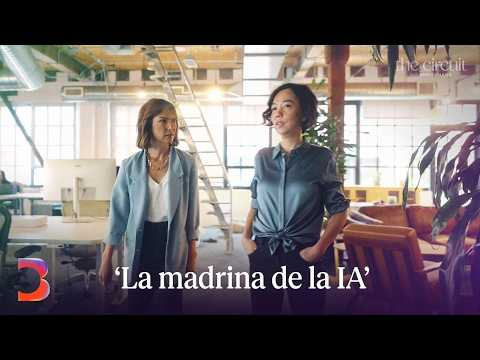 the circuit
‘La madrina de la IA’